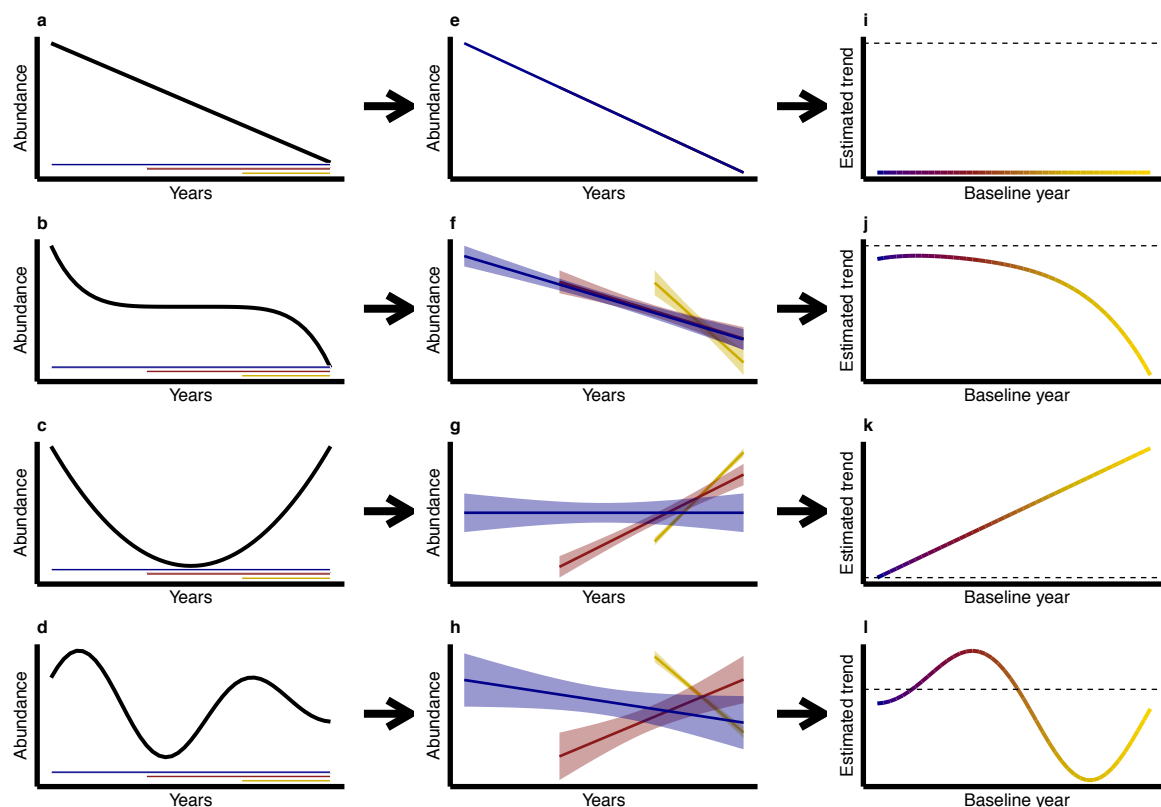 a
Abundance
Years
e
Abundance
Years
i
Estimated trend
Baseline year
b
Abundance
Years
f
Abundance
Years
j
Estimated trend
Baseline year
c
Abundance
Years
g
Abundance
Years
k
Estimated trend
Baseline year
d
Abundance
Years
h
Abundance
Years
l
Estimated trend
Baseline year